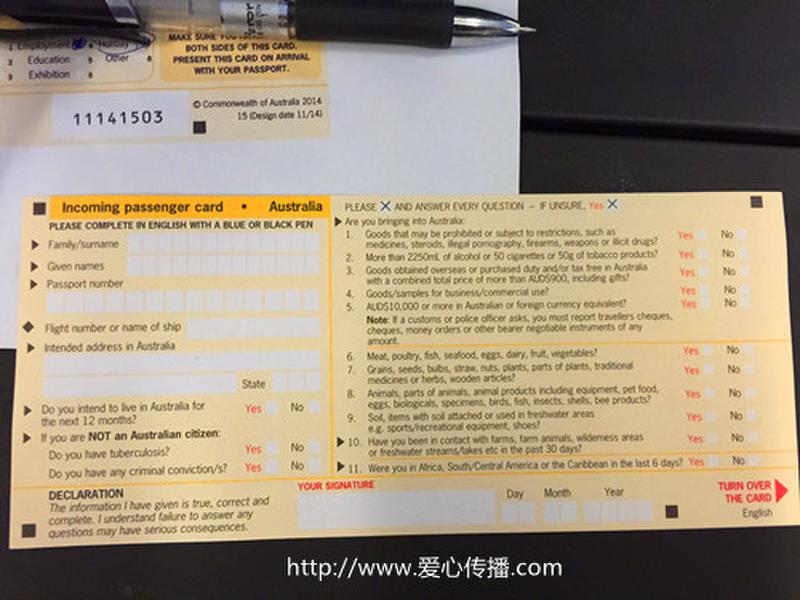 1 Employment 4 Holiday
2 Education 5 Other 8
3 Exhibition 6
MAKE SURE YOU
BOTH SIDES OF THIS CARD.
PRESENT THIS CARD ON ARRIVAL
WITH YOUR PASSPORT.
11141503
© Commonwealth of Australia 2014
15 (Design date 11/14)
Incoming passenger card • Australia
PLEASE COMPLETE IN ENGLISH WITH A BLUE OR BLACK PEN
Family/surname
Given names
Passport number
Flight number or name of ship
Intended address in Australia
State
Do you intend to live in Australia for
the next 12 months?
Yes No
If you are NOT an Australian citizen:
Do you have tuberculosis? Yes No
Do you have any criminal conviction/s? Yes No
PLEASE X AND ANSWER EVERY QUESTION – IF UNSURE, Yes X
Are you bringing into Australia:
1. Goods that may be prohibited or subject to restrictions, such as
medicines, steroids, illegal pornography, firearms, weapons or illicit drugs? Yes No
2. More than 2250mL of alcohol or 50 cigarettes or 50g of tobacco products? Yes No
3. Goods obtained overseas or purchased duty and/or tax free in Australia
with a combined total price of more than AUD$900, including gifts? Yes No
4. Goods/samples for business/commercial use? Yes No
5. AUD$10,000 or more in Australian or foreign currency equivalent? Yes No
Note: If a customs or police officer asks, you must report travellers cheques,
cheques, money orders or other bearer negotiable instruments of any
amount.
6. Meat, poultry, fish, seafood, eggs, dairy, fruit, vegetables? Yes No
7. Grains, seeds, bulbs, straw, nuts, plants, parts of plants, traditional
medicines or herbs, wooden articles? Yes No
8. Animals, parts of animals, animal products including equipment, pet food,
eggs, biologicals, specimens, birds, fish, insects, shells, bee products? Yes No
9. Soil, items with soil attached or used in freshwater areas
e.g. sports/recreational equipment, shoes? Yes No
10. Have you been in contact with farms, farm animals, wilderness areas
or freshwater streams/lakes etc in the past 30 days? Yes No
11. Were you in Africa, South/Central America or the Caribbean in the last 6 days? Yes No
DECLARATION
The information I have given is true, correct and
complete. I understand failure to answer any
questions may have serious consequences.
YOUR SIGNATURE
Day Month Year
TURN OVER
THE CARD
English
http://www.爱心传播.com